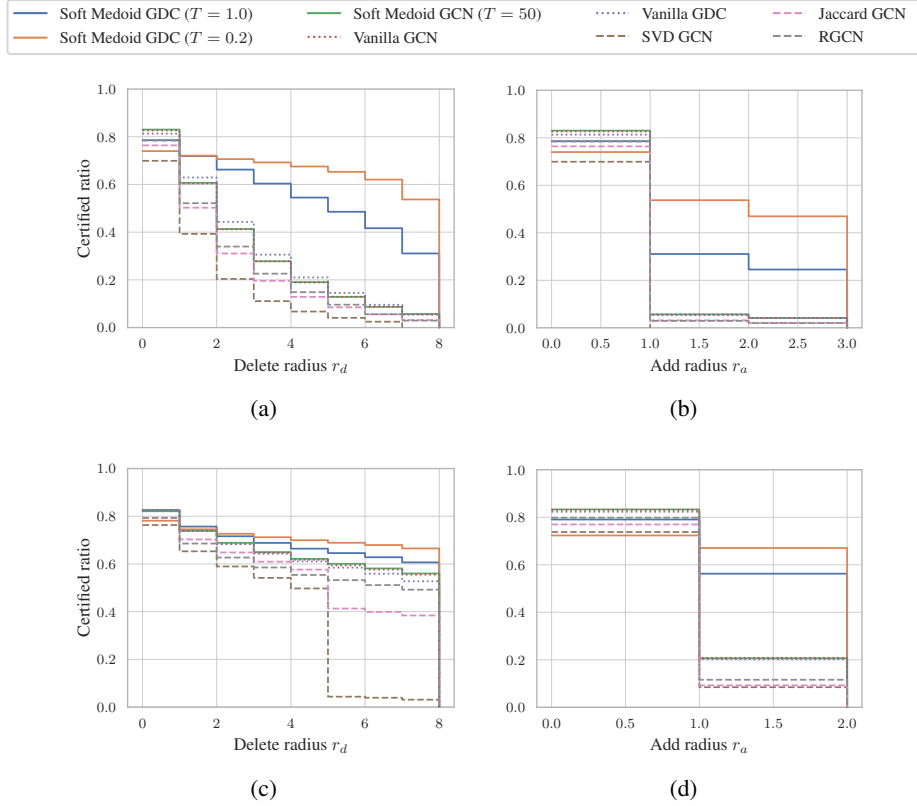 Soft Medoid GDC (T = 1.0)
Soft Medoid GCN (T = 50)
Vanilla GDC
Jaccard GCN
Soft Medoid GDC (T = 0.2)
Vanilla GCN
SVD GCN
RGCN
Certified ratio
1.0
0.8
0.6
0.4
0.2
0.0
0 2 4 6 8
Delete radius r_d
(a)
1.0
0.8
0.6
0.4
0.2
0.0
0.0 0.5 1.0 1.5 2.0 2.5 3.0
Add radius r_a
(b)
Certified ratio
1.0
0.8
0.6
0.4
0.2
0.0
0 2 4 6 8
Delete radius r_d
(c)
1.0
0.8
0.6
0.4
0.2
0.0
0.0 0.5 1.0 1.5 2.0
Add radius r_a
(d)